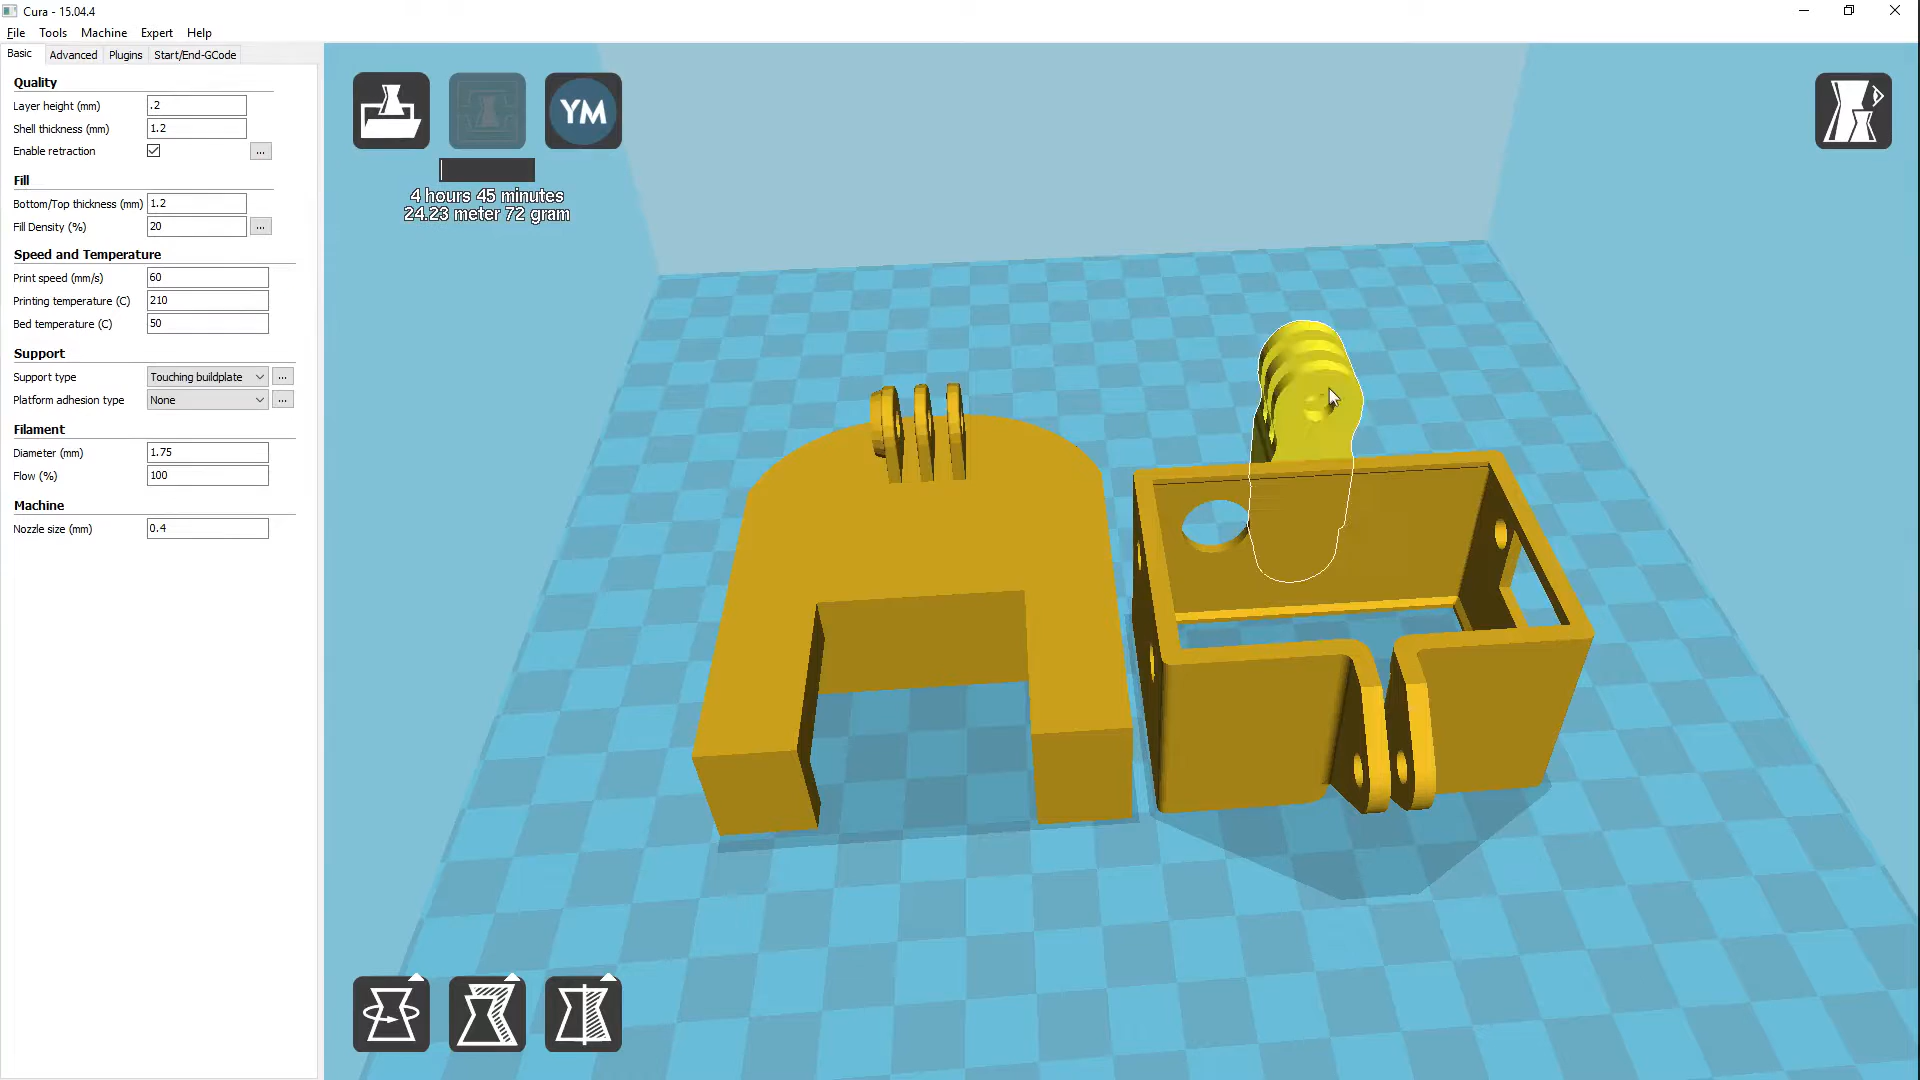 Cura - 15.04.4
File Tools Machine Expert Help
Basic Advanced Plugins Start/End-GCode
Quality
Layer height (mm) .2
Shell thickness (mm) 1.2
Enable retraction ...
Fill
Bottom/Top thickness (mm) 1.2
Fill Density (%) 20 ...
Speed and Temperature
Print speed (mm/s) 60
Printing temperature (C) 210
Bed temperature (C) 50
Support
Support type Touching buildplate ...
Platform adhesion type None ...
Filament
Diameter (mm) 1.75
Flow (%) 100
Machine
Nozzle size (mm) 0.4
YM
4 hours 45 minutes
24.23 meter 72 gram